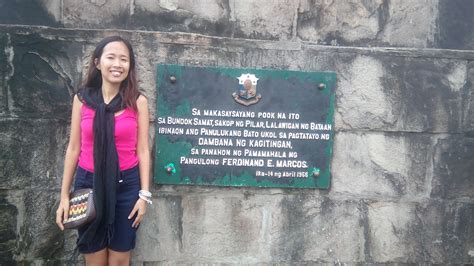 SA MAKASAYSAYANG POOK NA ITO
SA BUNDOK SAMAT, SAKOP NG PILAR, LALAWIGAN NG BATAAN
IBINAON ANG PANULUKANG BATO UKOL SA PAGTATAYO NG
DAMBANA NG KAGITINGAN,
SA PANAHON NG PAMAMAHALA NG
PANGULONG FERDINAND E. MARCOS.
IKA-14 NG ABRIL 1966